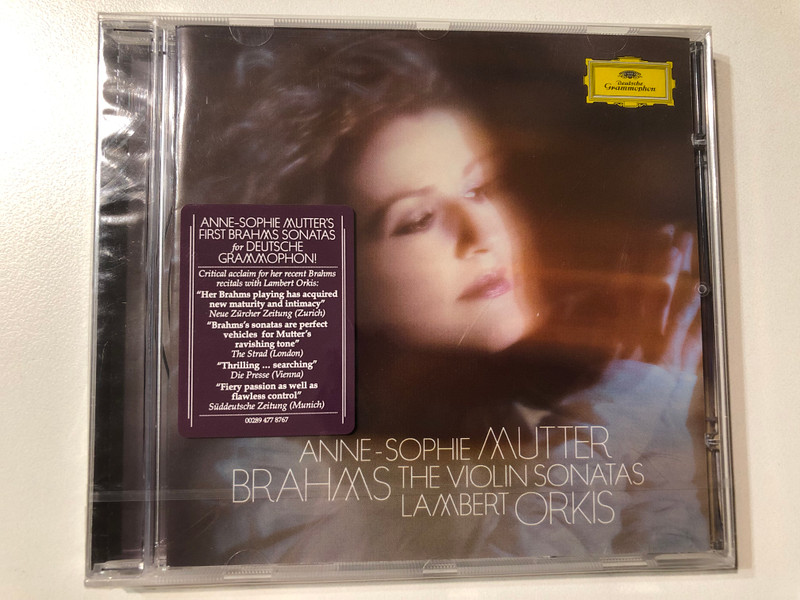 Deutsche
Grammophon
ANNE-SOPHIE MUTTER'S
FIRST BRAHMS SONATAS
for DEUTSCHE
GRAMMOPHON!
Critical acclaim for her recent Brahms
recitals with Lambert Orkis:
"Her Brahms playing has acquired
new maturity and intimacy"
Neue Zürcher Zeitung (Zurich)
"Brahms's sonatas are perfect
vehicles for Mutter's
ravishing tone"
The Strad (London)
"Thrilling ... searching"
Die Presse (Vienna)
"Fiery passion as well as
flawless control"
Süddeutsche Zeitung (Munich)
00289 477 8767
ANNE-SOPHIE MUTTER
BRAHMS THE VIOLIN SONATAS
LAMBERT ORKIS